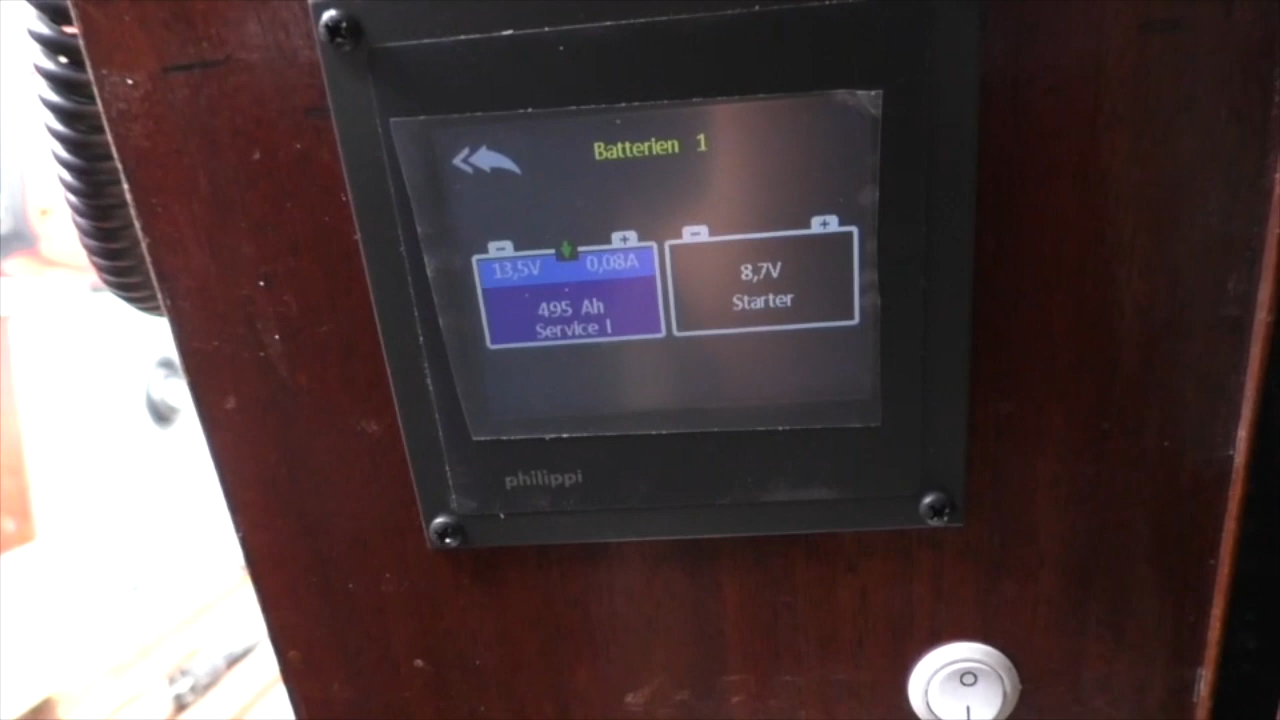 Batterien 1
13,5V 0,08A
495 Ah
Service I
8,7V
Starter
philippi